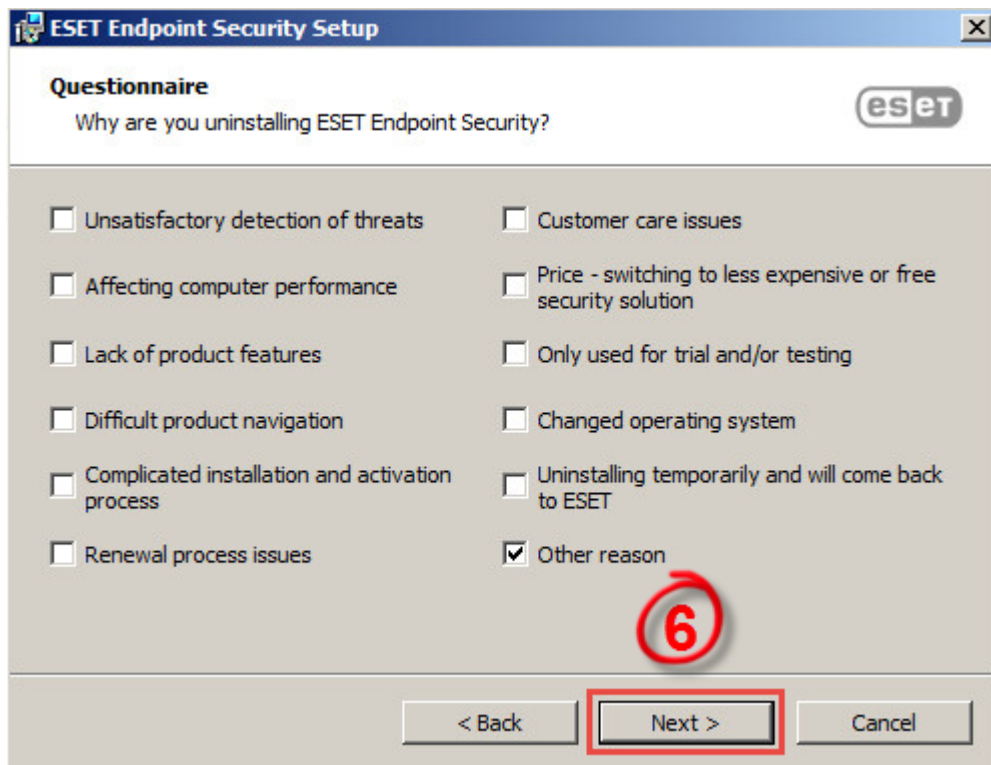 ESET Endpoint Security Setup
Questionnaire
Why are you uninstalling ESET Endpoint Security?
eseT
Unsatisfactory detection of threats
Affecting computer performance
Lack of product features
Difficult product navigation
Complicated installation and activation
process
Renewal process issues
Customer care issues
Price - switching to less expensive or free
security solution
Only used for trial and/or testing
Changed operating system
Uninstalling temporarily and will come back
to ESET
Other reason
6
< Back
Next >
Cancel